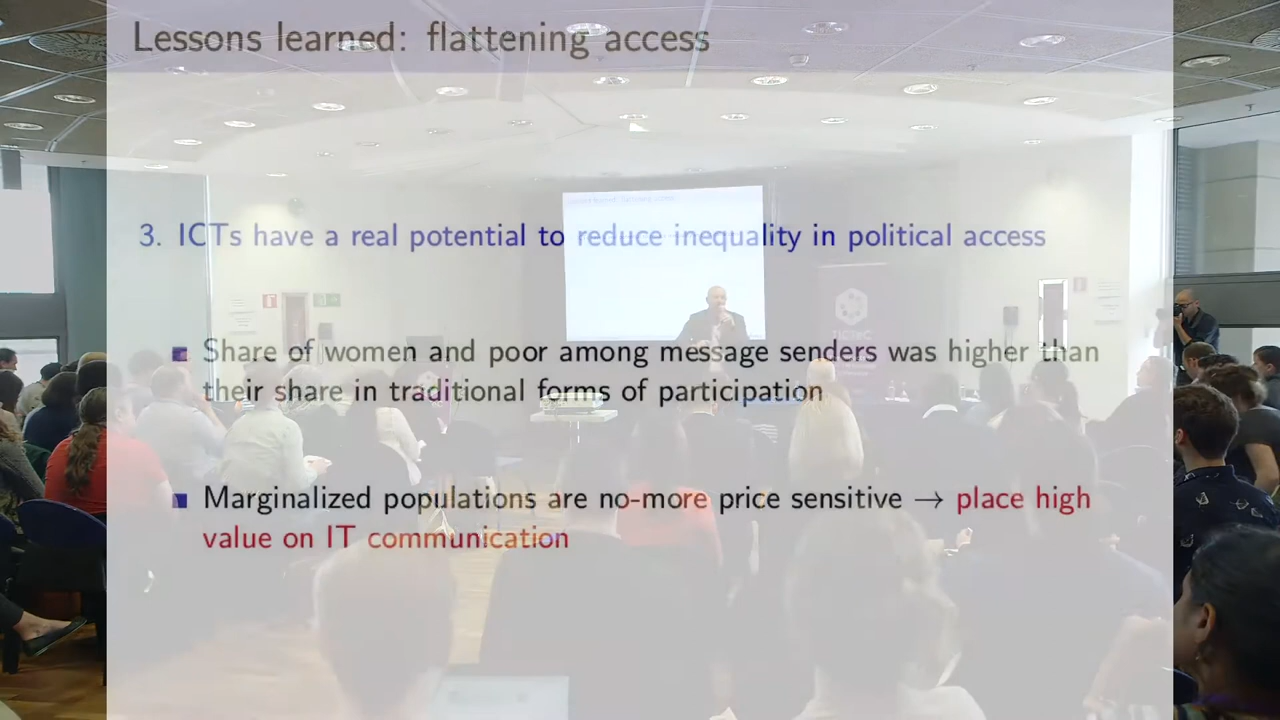 Lessons learned: flattening access
3. ICTs have a real potential to reduce inequality in political access
Share of women and poor among message senders was higher than
their share in traditional forms of participation
Marginalized populations are no-more price sensitive → place high
value on IT communication